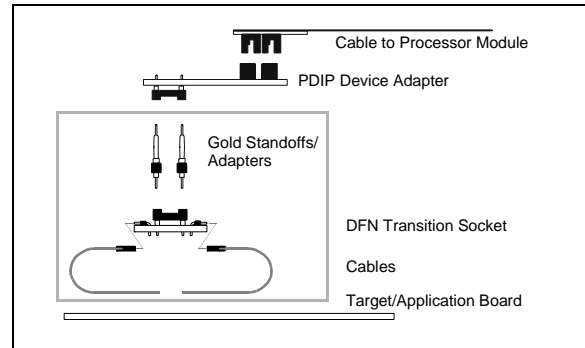 Cable to Processor Module
PDIP Device Adapter
Gold Standoffs/
Adapters
DFN Transition Socket
Cables
Target/Application Board